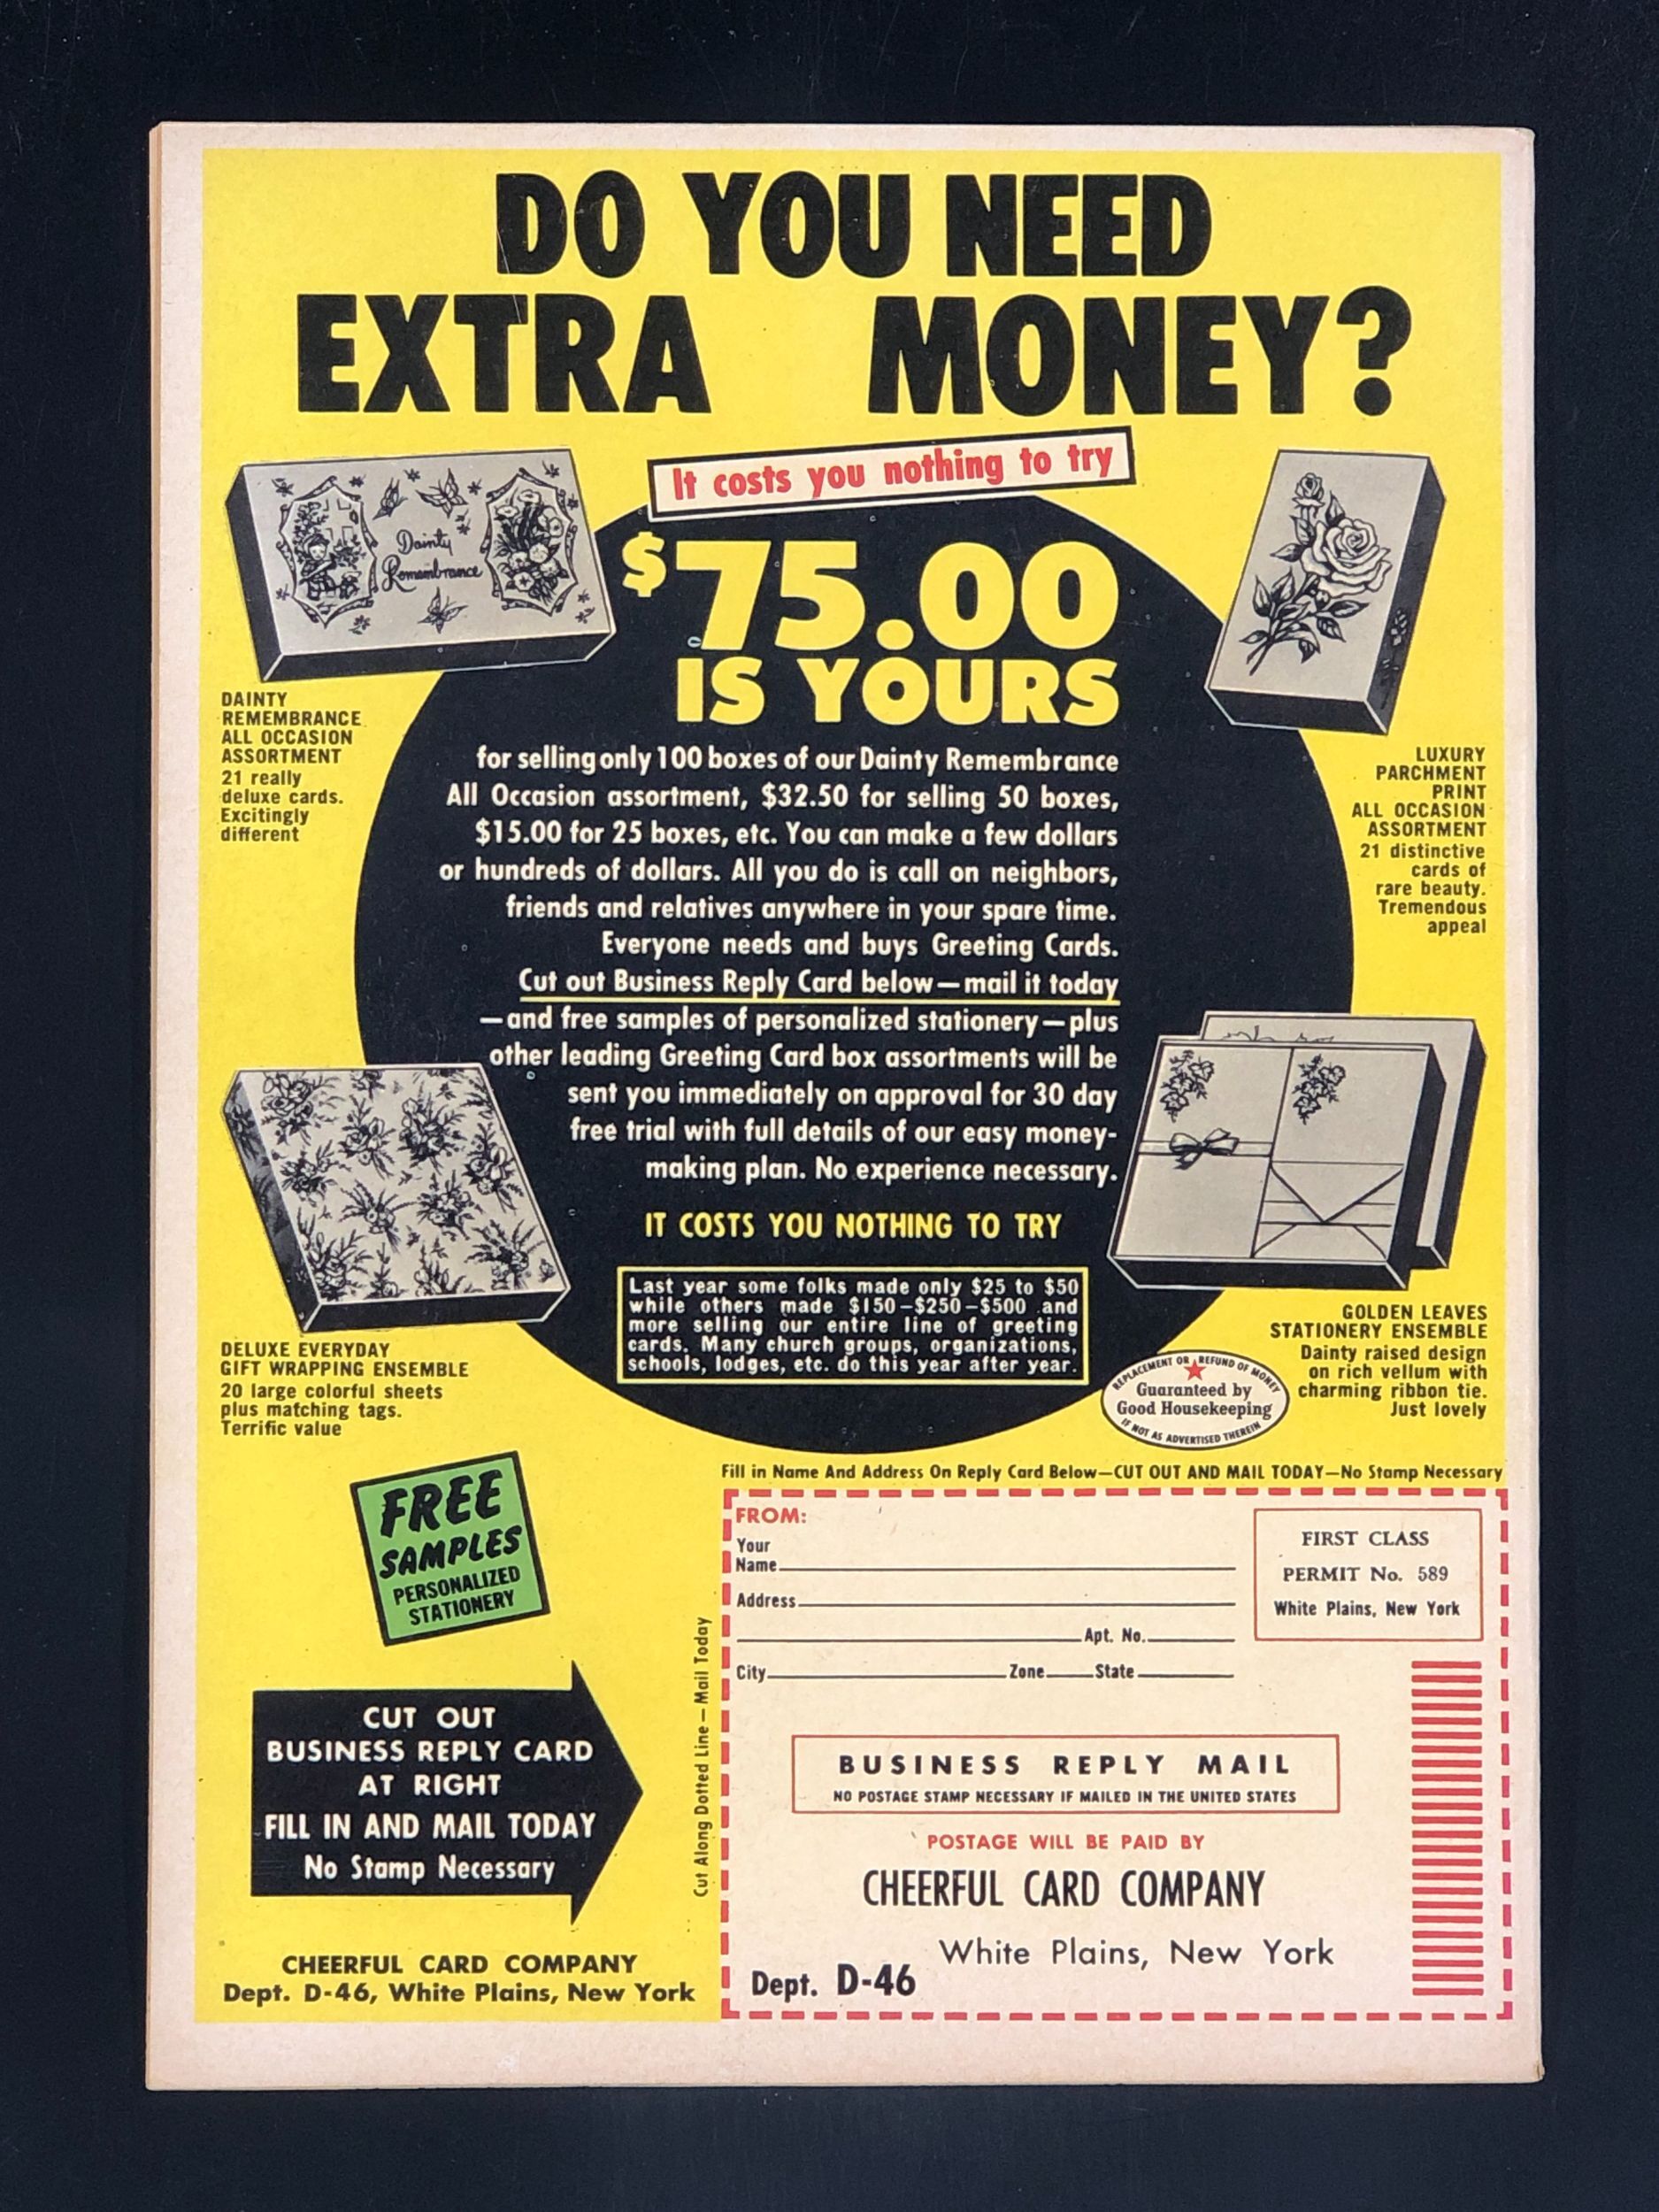 DO YOU NEED
EXTRA MONEY?
It costs you nothing to try
Dainty
Remembrance
$75.00
IS YOURS
DAINTY
REMEMBRANCE
ALL OCCASION
ASSORTMENT
21 really
deluxe cards.
Excitingly
different
LUXURY
PARCHMENT
PRINT
ALL OCCASION
ASSORTMENT
21 distinctive
cards of
rare beauty.
Tremendous
appeal
for selling only 100 boxes of our Dainty Remembrance
All Occasion assortment, $32.50 for selling 50 boxes,
$15.00 for 25 boxes, etc. You can make a few dollars
or hundreds of dollars. All you do is call on neighbors,
friends and relatives anywhere in your spare time.
Everyone needs and buys Greeting Cards.
Cut out Business Reply Card below—mail it today
—and free samples of personalized stationery—plus
other leading Greeting Card box assortments will be
sent you immediately on approval for 30 day
free trial with full details of our easy money-
making plan. No experience necessary.
IT COSTS YOU NOTHING TO TRY
Last year some folks made only $25 to $50
while others made $150-$250-$500 and
more selling our entire line of greeting
cards. Many church groups, organizations,
schools, lodges, etc. do this year after year.
DELUXE EVERYDAY
GIFT WRAPPING ENSEMBLE
20 large colorful sheets
plus matching tags.
Terrific value
GOLDEN LEAVES
STATIONERY ENSEMBLE
Dainty raised design
on rich vellum with
charming ribbon tie.
Just lovely
REPLACEMENT OR REFUND OF MONEY
Guaranteed by
Good Housekeeping
IF NOT AS ADVERTISED THEREIN
FREE
SAMPLES
PERSONALIZED
STATIONERY
CUT OUT
BUSINESS REPLY CARD
AT RIGHT
FILL IN AND MAIL TODAY
No Stamp Necessary
CHEERFUL CARD COMPANY
Dept. D-46, White Plains, New York
Fill in Name And Address On Reply Card Below—CUT OUT AND MAIL TODAY—No Stamp Necessary
Cut Along Dotted Line — Mail Today
FROM:
Your
Name
Address
Apt. No.
City Zone State
FIRST CLASS
PERMIT No. 589
White Plains, New York
BUSINESS REPLY MAIL
NO POSTAGE STAMP NECESSARY IF MAILED IN THE UNITED STATES
POSTAGE WILL BE PAID BY
CHEERFUL CARD COMPANY
White Plains, New York
Dept. D-46